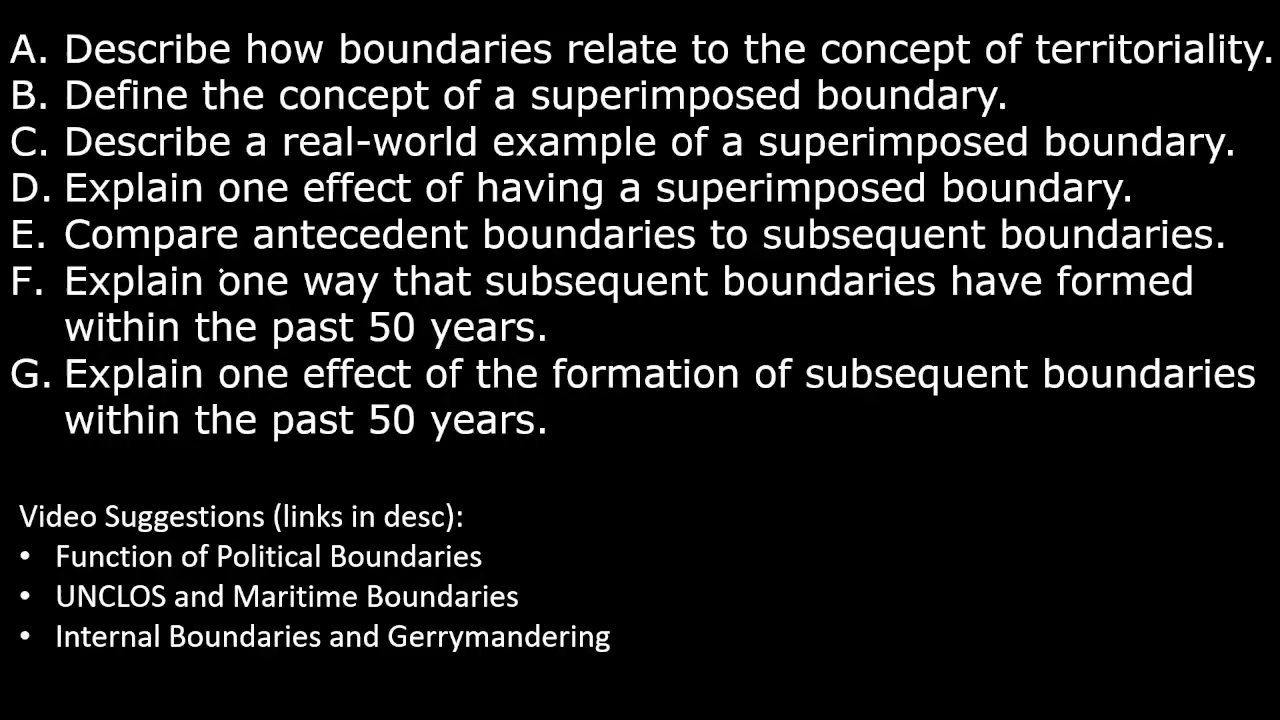 A. Describe how boundaries relate to the concept of territoriality.
B. Define the concept of a superimposed boundary.
C. Describe a real-world example of a superimposed boundary.
D. Explain one effect of having a superimposed boundary.
E. Compare antecedent boundaries to subsequent boundaries.
F. Explain one way that subsequent boundaries have formed
within the past 50 years.
G. Explain one effect of the formation of subsequent boundaries
within the past 50 years.
Video Suggestions (links in desc):
• Function of Political Boundaries
• UNCLOS and Maritime Boundaries
• Internal Boundaries and Gerrymandering